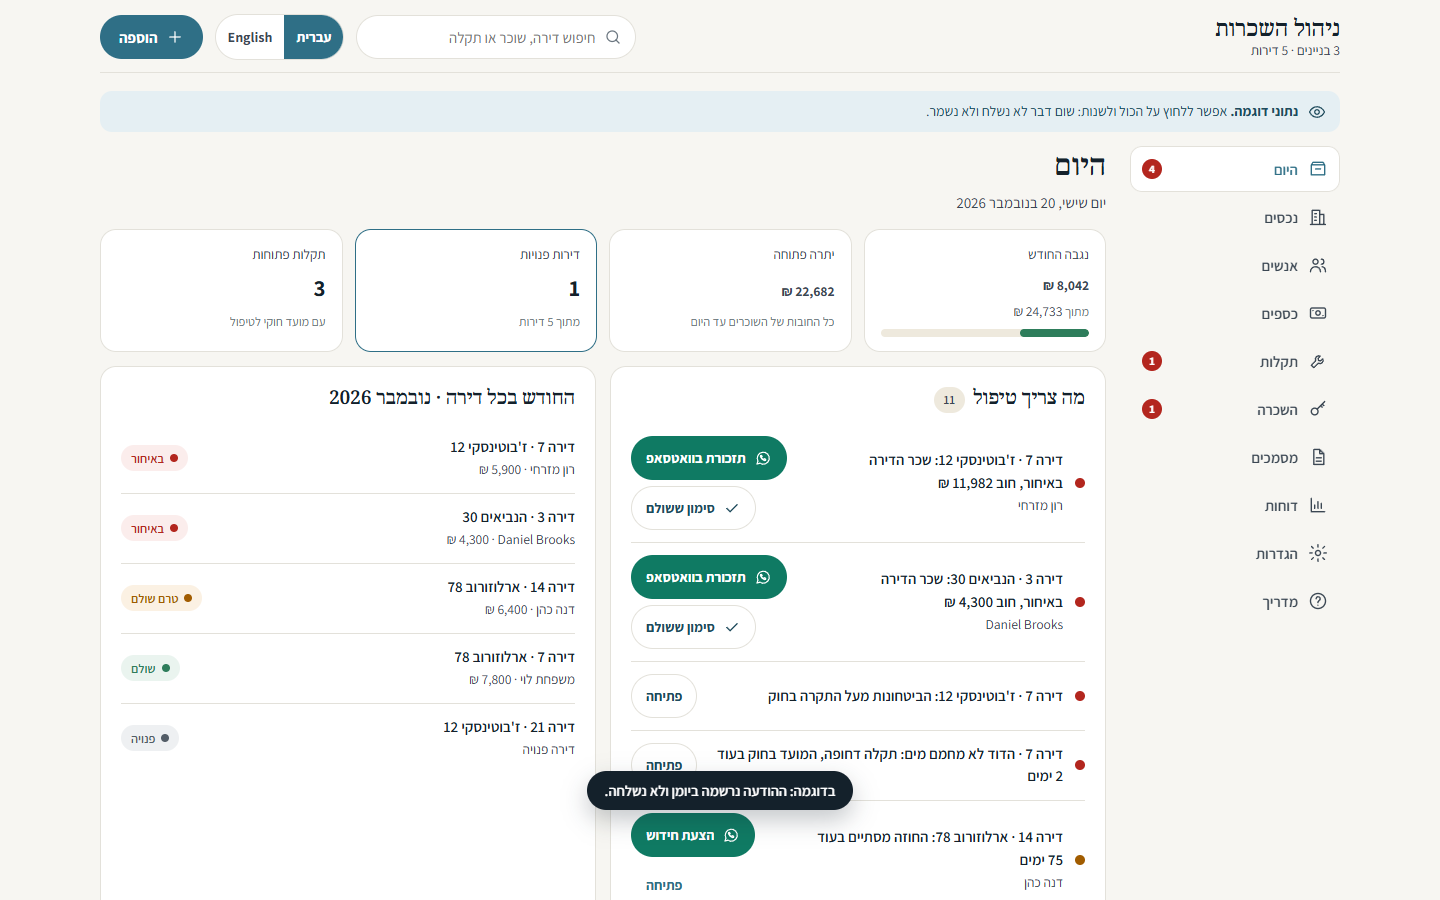 ניהול השכרות
3 בניינים · 5 דירות
חיפוש דירה, שוכר או תקלה
עברית
English
הוספה
נתוני דוגמה. אפשר ללחוץ על הכול ולשנות: שום דבר לא נשלח ולא נשמר.
היום
4
נכסים
אנשים
כספים
תקלות
1
השכרה
1
מסמכים
דוחות
הגדרות
מדריך
היום
יום שישי, 20 בנובמבר 2026
נגבה החודש
8,042 ₪
מתוך 24,733 ₪
יתרה פתוחה
22,682 ₪
כל החובות של השוכרים עד היום
דירות פנויות
1
מתוך 5 דירות
תקלות פתוחות
3
עם מועד חוקי לטיפול
מה צריך טיפול
11
דירה 7 · ז'בוטינסקי 12: שכר הדירה
באיחור, חוב 11,982 ₪
רון מזרחי
תזכורת בוואטסאפ
סימון ששולם
דירה 3 · הנביאים 30: שכר הדירה
באיחור, חוב 4,300 ₪
Daniel Brooks
תזכורת בוואטסאפ
סימון ששולם
דירה 7 · ז'בוטינסקי 12: הביטחונות מעל התקרה בחוק
פתיחה
דירה 7 · הדוד לא מחמם מים: תקלה דחופה, המועד בחוק בעוד
2 ימים
פתיחה
דירה 14 · ארלוזורוב 78: החוזה מסתיים בעוד
75 ימים
דנה כהן
הצעת חידוש
פתיחה
החודש בכל דירה · נובמבר 2026
דירה 7 · ז'בוטינסקי 12
רון מזרחי · 5,900 ₪
באיחור
דירה 3 · הנביאים 30
Daniel Brooks · 4,300 ₪
באיחור
דירה 14 · ארלוזורוב 78
דנה כהן · 6,400 ₪
טרם שולם
דירה 7 · ארלוזורוב 78
משפחת לוי · 7,800 ₪
שולם
דירה 21 · ז'בוטינסקי 12
דירה פנויה
פנויה
בדוגמה: ההודעה נרשמה ביומן ולא נשלחה.